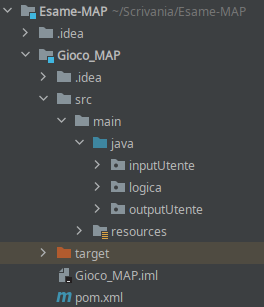 Esame-MAP ~/Scrivania/Esame-MAP
.idea
Gioco_MAP
.idea
src
main
java
inputUtente
logica
outputUtente
resources
target
Gioco_MAP.iml
pom.xml